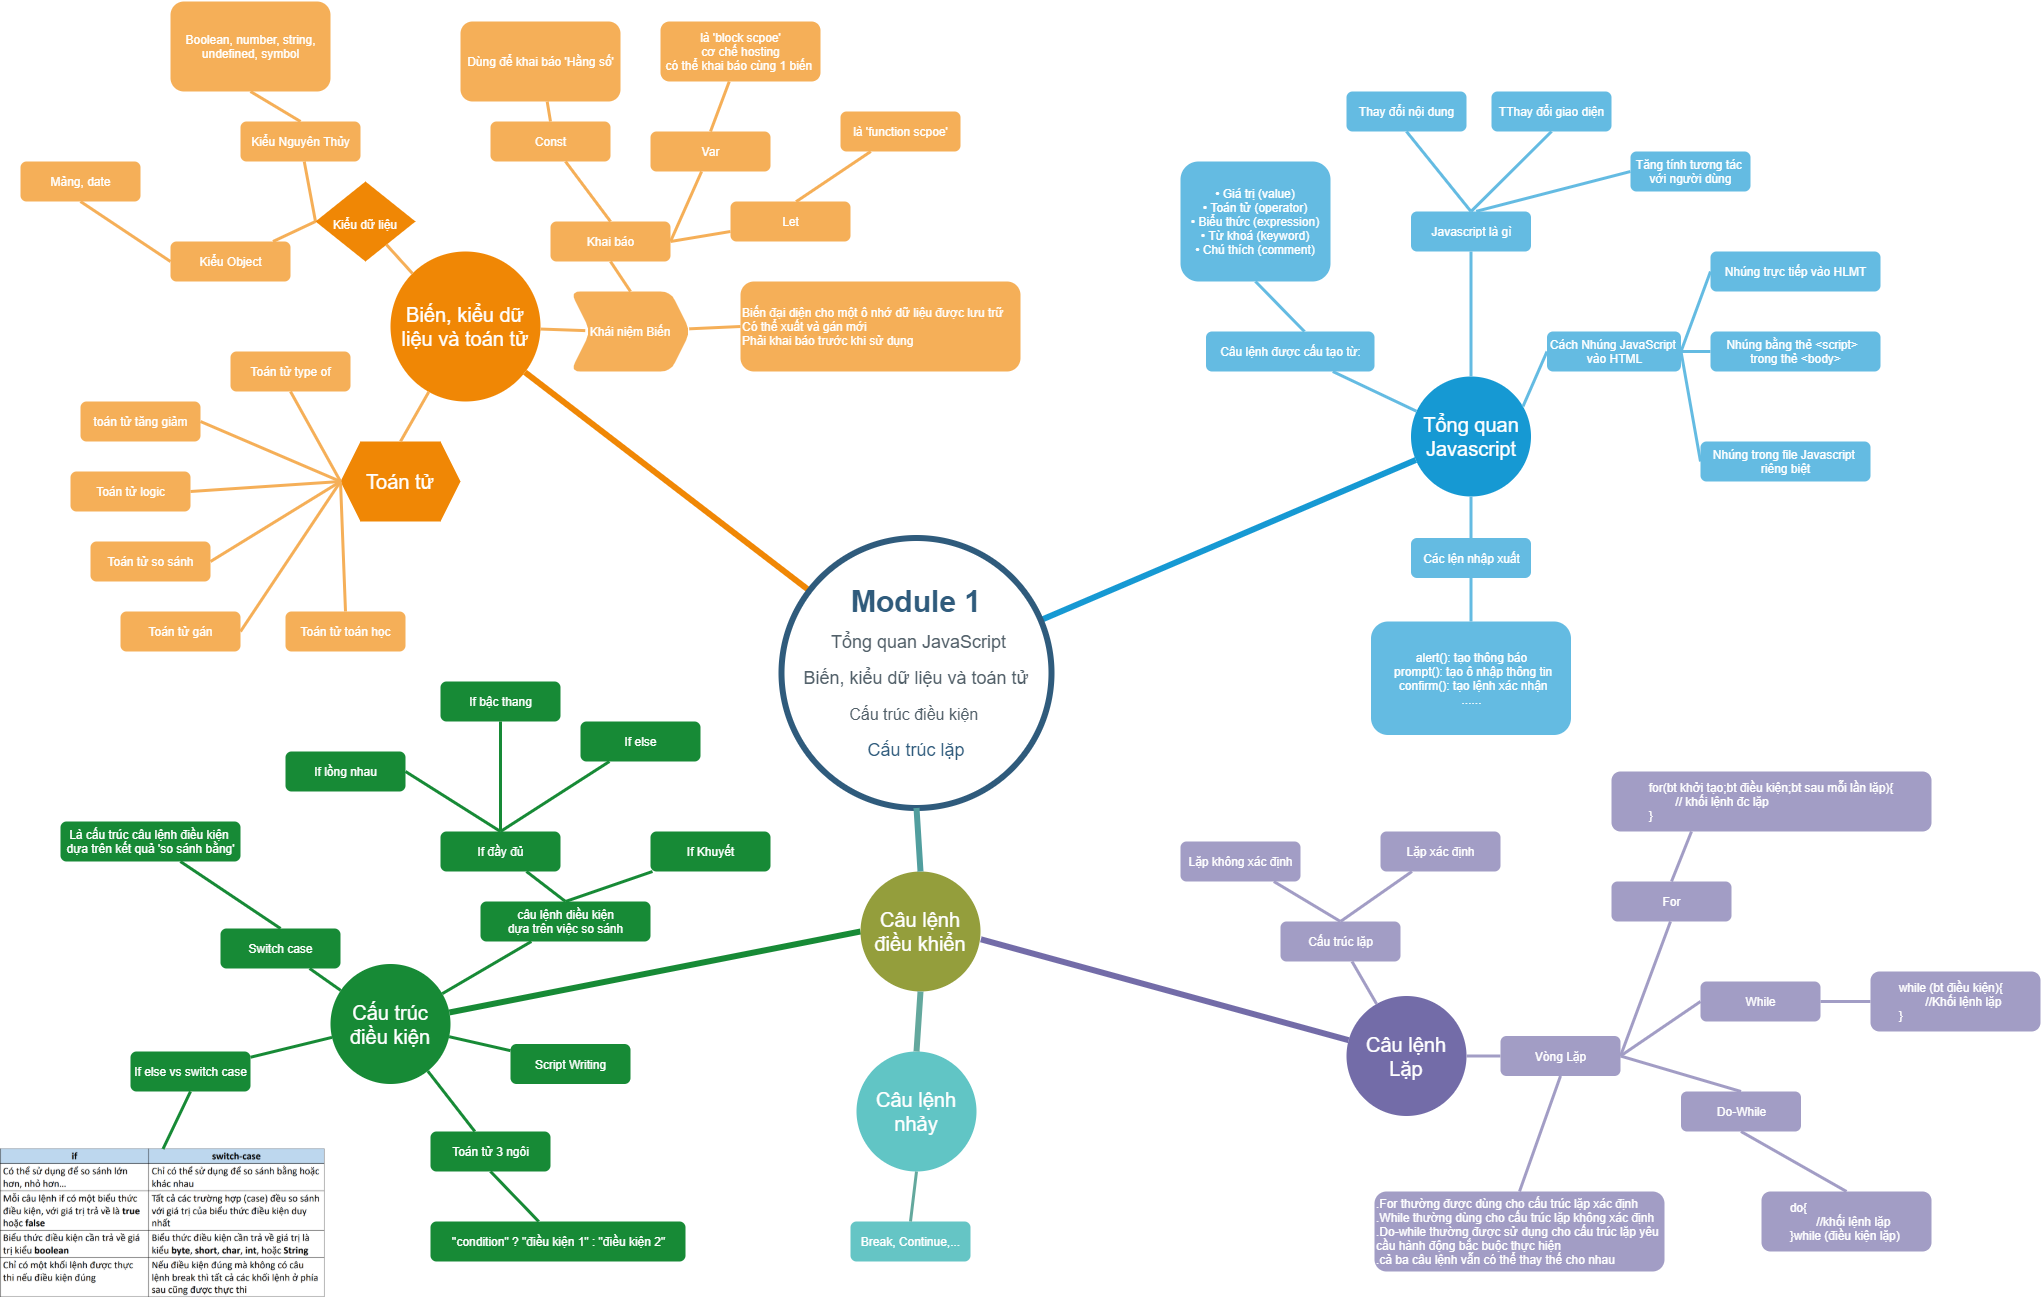 Module 1
Tổng quan JavaScript
Biến, kiểu dữ liệu và toán tử
Cấu trúc điều kiện
Cấu trúc lặp
Biến, kiểu dữ
liệu và toán tử
Kiểu dữ liệu
Kiểu Nguyên Thủy
Boolean, number, string,
undefined, symbol
Kiểu Object
Mảng, date
Khái niệm Biến
Biến đại diện cho một ô nhớ dữ liệu được lưu trữ
Có thể xuất và gán mới
Phải khai báo trước khi sử dụng
Khai báo
Const
Dùng để khai báo 'Hằng số'
Var
là 'block scpoe'
cơ chế hosting
có thể khai báo cùng 1 biến
Let
là 'function scpoe'
Toán tử
Toán tử type of
toán tử tăng giảm
Toán tử logic
Toán tử so sánh
Toán tử gán
Toán tử toán học
Tổng quan
Javascript
Javascript là gì
Thay đổi nội dung
TThay đổi giao diện
Tăng tính tương tác
với người dùng
Câu lệnh được cấu tạo từ:
• Giá trị (value)
• Toán tử (operator)
• Biểu thức (expression)
• Từ khoá (keyword)
• Chú thích (comment)
Cách Nhúng JavaScript
vào HTML
Nhúng trực tiếp vào HLMT
Nhúng bằng thẻ <script>
trong thẻ <body>
Nhúng trong file Javascript
riêng biệt
Các lện nhập xuất
alert(): tạo thông báo
prompt(): tạo ô nhập thông tin
confirm(): tạo lệnh xác nhận
......
Câu lệnh
điều khiển
Cấu trúc
điều kiện
câu lệnh điều kiện
dựa trên việc so sánh
If đầy đủ
If lồng nhau
If bậc thang
If else
If Khuyết
Switch case
Là cấu trúc câu lệnh điều kiện
dựa trên kết quả 'so sánh bằng'
If else vs switch case
if
switch-case
Có thể sử dụng để so sánh lớn
hơn, nhỏ hơn...
Chỉ có thể sử dụng để so sánh bằng hoặc
khác nhau
Mỗi câu lệnh if có một biểu thức
điều kiện, với giá trị trả về là true
hoặc false
Tất cả các trường hợp (case) đều so sánh
với giá trị của biểu thức điều kiện duy
nhất
Biểu thức điều kiện cần trả về giá
trị kiểu boolean
Biểu thức điều kiện cần trả về giá trị là
kiểu byte, short, char, int, hoặc String
Chỉ có một khối lệnh được thực
thi nếu điều kiện đúng
Nếu điều kiện đúng mà không có câu
lệnh break thì tất cả các khối lệnh ở phía
sau cũng được thực thi
Script Writing
Toán tử 3 ngôi
"condition" ? "điều kiện 1" : "điều kiện 2"
Câu lệnh
nhảy
Break, Continue,...
Câu lệnh
Lặp
Cấu trúc lặp
Lặp không xác định
Lặp xác định
Vòng Lặp
For
for(bt khởi tạo;bt điều kiện;bt sau mỗi lần lặp){
// khối lệnh đc lặp
}
While
while (bt điều kiện){
//Khối lệnh lặp
}
Do-While
do{
//khối lệnh lặp
}while (điều kiện lặp)
.For thường được dùng cho cấu trúc lặp xác định
.While thường dùng cho cấu trúc lặp không xác định
.Do-while thường được sử dụng cho cấu trúc lặp yêu
cầu hành động bắc buộc thực hiện
.cả ba câu lệnh vẫn có thể thay thế cho nhau